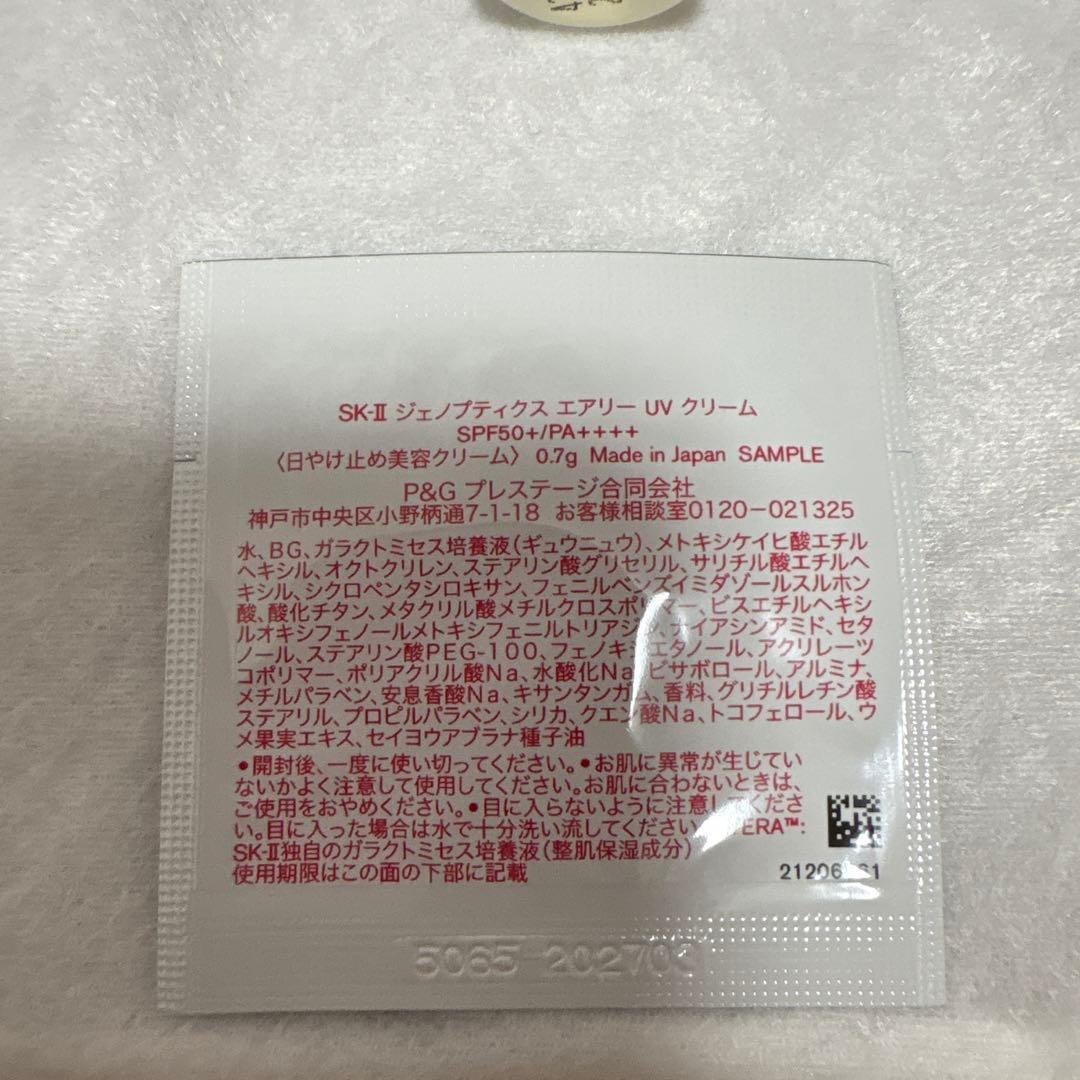 SK-II ジェノプティクス エアリー UV クリーム
SPF50+/PA++++
〈日やけ止め美容クリーム〉 0.7g Made in Japan SAMPLE
P&G プレステージ合同会社
神戸市中央区小野柄通7-1-18 お客様相談室0120-021325
水、BG、ガラクトミセス培養液(ギュウニュウ)、メトキシケイヒ酸エチル
ヘキシル、オクトクリレン、ステアリン酸グリセリル、サリチル酸エチルヘ
キシル、シクロペンタシロキサン、フェニルベンズイミダゾールスルホン
酸、酸化チタン、メタクリル酸メチルクロスポリマー、ビスエチルヘキシ
ルオキシフェノールメトキシフェニルトリアジン、ナイアシンアミド、セタ
ノール、ステアリン酸PEG-100、フェノキシエタノール、アクリレーツ
コポリマー、ポリアクリル酸Na、水酸化Na、ビサボロール、アルミナ、
メチルパラベン、安息香酸Na、キサンタンガム、香料、グリチルレチン酸
ステアリル、プロピルパラベン、シリカ、クエン酸Na、トコフェロール、ウ
メ果実エキス、セイヨウアブラナ種子油
•開封後、一度に使い切ってください。•お肌に異常が生じてい
ないかよく注意して使用してください。お肌に合わないときは、
ご使用をおやめください。•目に入らないように注意してくださ
い。目に入った場合は水で十分洗い流してください
SK-II独自のガラクトミセス培養液(整肌保湿成分)
使用期限はこの面の下部に記載
5065 202703